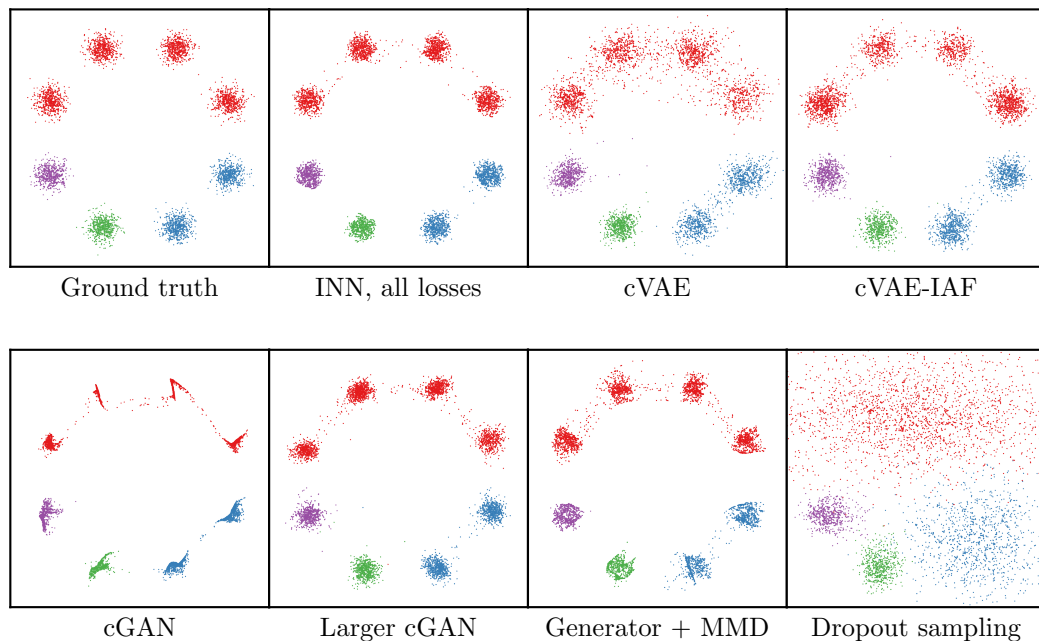 Ground truth
INN, all losses
cVAE
cVAE-IAF
cGAN
Larger cGAN
Generator + MMD
Dropout sampling